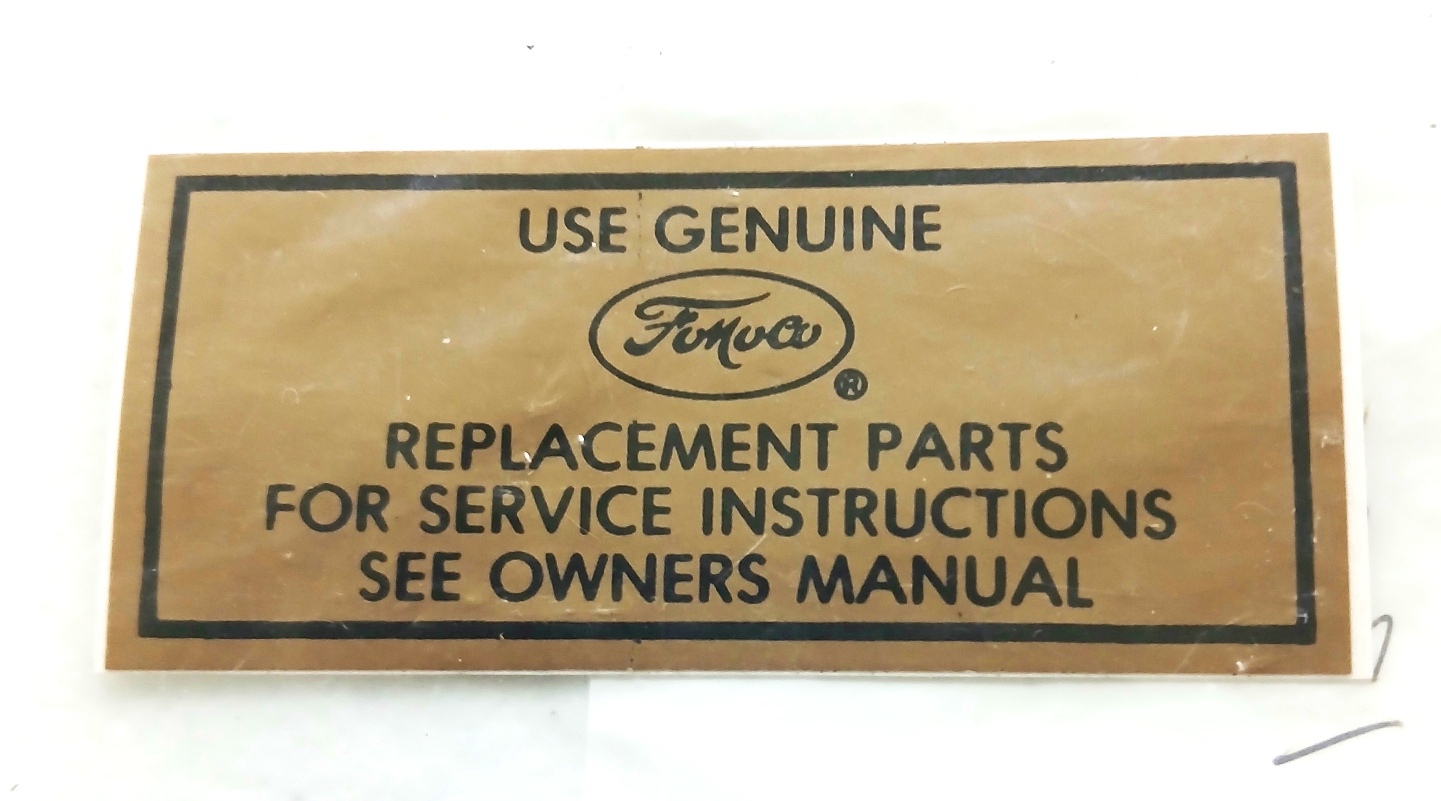 USE GENUINE
FoMoCo
®
REPLACEMENT PARTS
FOR SERVICE INSTRUCTIONS
SEE OWNERS MANUAL